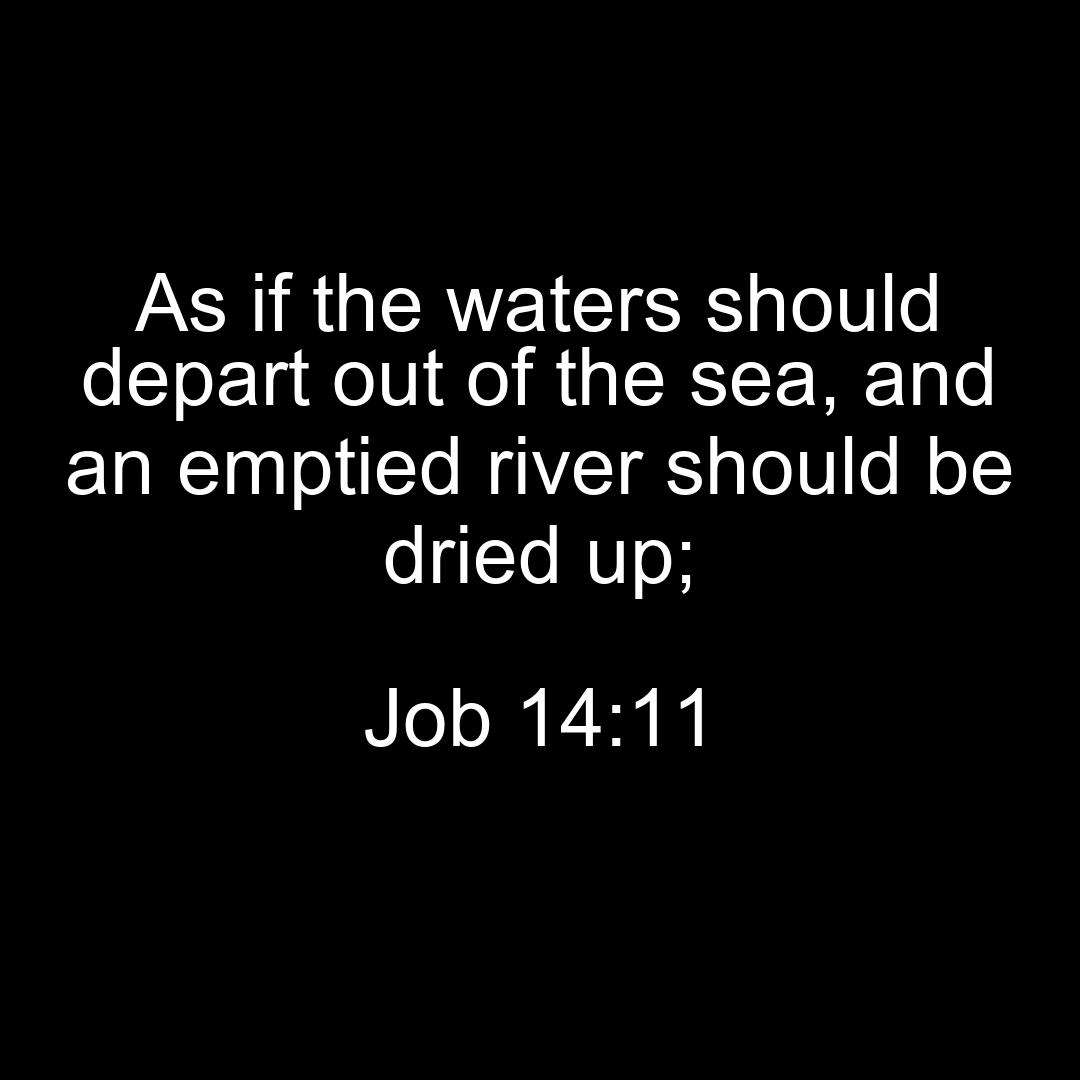 As if the waters should
depart out of the sea, and
an emptied river should be
dried up;
Job 14:11